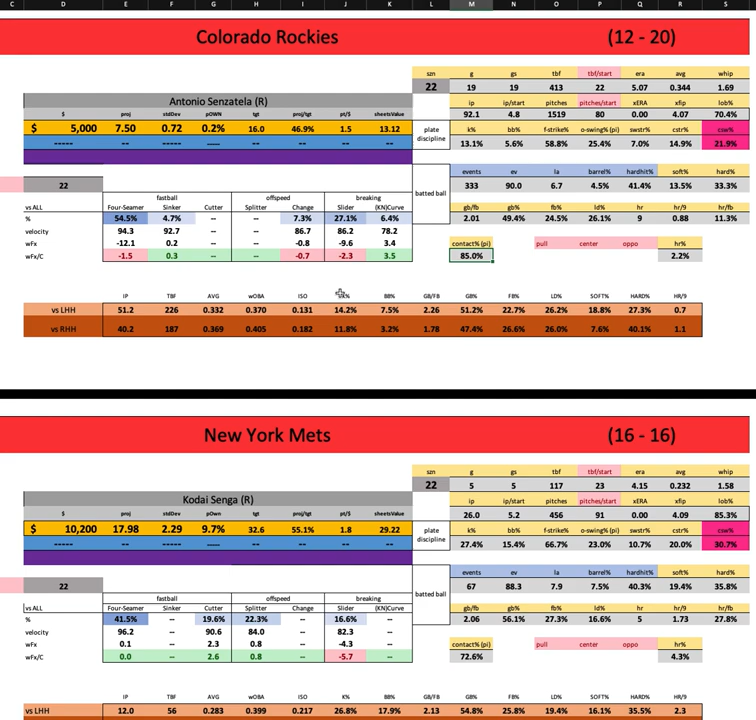 C D E F G H I J K L M N O P Q R S
Colorado Rockies (12 - 20)
szn g gs tbf tbf/start era avg whip
22 19 19 413 22 5.07 0.344 1.69
Antonio Senzatela (R) ip ip/start pitches pitches/start xERA xfip lob%
$ proj stdDev pOWN tgt proj/tgt pt/$ sheetsValue 92.1 4.8 1519 80 0.00 4.07 70.4%
$ 5,000 7.50 0.72 0.2% 16.0 46.9% 1.5 13.12 plate discipline k% bb% f-strike% o-swing% (pi) swstr% cstr% csw%
----- -- ----- ---- -- -- -- -- 13.1% 5.6% 58.8% 25.4% 7.0% 14.9% 21.9%
events ev la barrel% hardhit% soft% hard%
22 batted ball 333 90.0 6.7 4.5% 41.4% 13.5% 33.3%
fastball offspeed breaking
vs ALL Four-Seamer Sinker Cutter Splitter Change Slider (KN)Curve gb/fb gb% fb% ld% hr hr/9 hr/fb
% 54.5% 4.7% -- -- 7.3% 27.1% 6.4% 2.01 49.4% 24.5% 26.1% 9 0.88 11.3%
velocity 94.3 92.7 -- -- 86.7 86.2 78.2
wFx -12.1 0.2 -- -- -0.8 -9.6 3.4 contact% (pi) pull center oppo hr%
wFx/C -1.5 0.3 -- -- -0.7 -2.3 3.5 85.0% 2.2%
IP TBF AVG wOBA ISO K% BB% GB/FB GB% FB% LD% SOFT% HARD% HR/9
vs LHH 51.2 226 0.332 0.370 0.131 14.2% 7.5% 2.26 51.2% 22.7% 26.2% 18.8% 27.3% 0.7
vs RHH 40.2 187 0.369 0.405 0.182 11.8% 3.2% 1.78 47.4% 26.6% 26.0% 7.6% 40.1% 1.1
New York Mets (16 - 16)
szn g gs tbf tbf/start era avg whip
22 5 5 117 23 4.15 0.232 1.58
Kodai Senga (R) ip ip/start pitches pitches/start xERA xfip lob%
$ proj stdDev pOwn tgt proj/tgt pt/$ sheetsValue 26.0 5.2 456 91 0.00 4.09 85.3%
$ 10,200 17.98 2.29 9.7% 32.6 55.1% 1.8 29.22 plate discipline k% bb% f-strike% o-swing% (pi) swstr% cstr% csw%
----- -- ----- ---- -- -- -- -- 27.4% 15.4% 66.7% 23.0% 10.7% 20.0% 30.7%
events ev la barrel% hardhit% soft% hard%
22 batted ball 67 88.3 7.9 7.5% 40.3% 19.4% 35.8%
fastball offspeed breaking
vs ALL Four-Seamer Sinker Cutter Splitter Change Slider (KN)Curve gb/fb gb% fb% ld% hr hr/9 hr/fb
% 41.5% -- 19.6% 22.3% -- 16.6% -- 2.06 56.1% 27.3% 16.6% 5 1.73 27.8%
velocity 96.2 -- 90.6 84.0 -- 82.3 --
wFx 0.1 -- 2.3 0.8 -- -4.3 -- contact% (pi) pull center oppo hr%
wFx/C 0.0 -- 2.6 0.8 -- -5.7 -- 72.6% 4.3%
IP TBF AVG wOBA ISO K% BB% GB/FB GB% FB% LD% SOFT% HARD% HR/9
vs LHH 12.0 56 0.283 0.399 0.217 26.8% 17.9% 2.13 54.8% 25.8% 19.4% 16.1% 35.5% 2.3